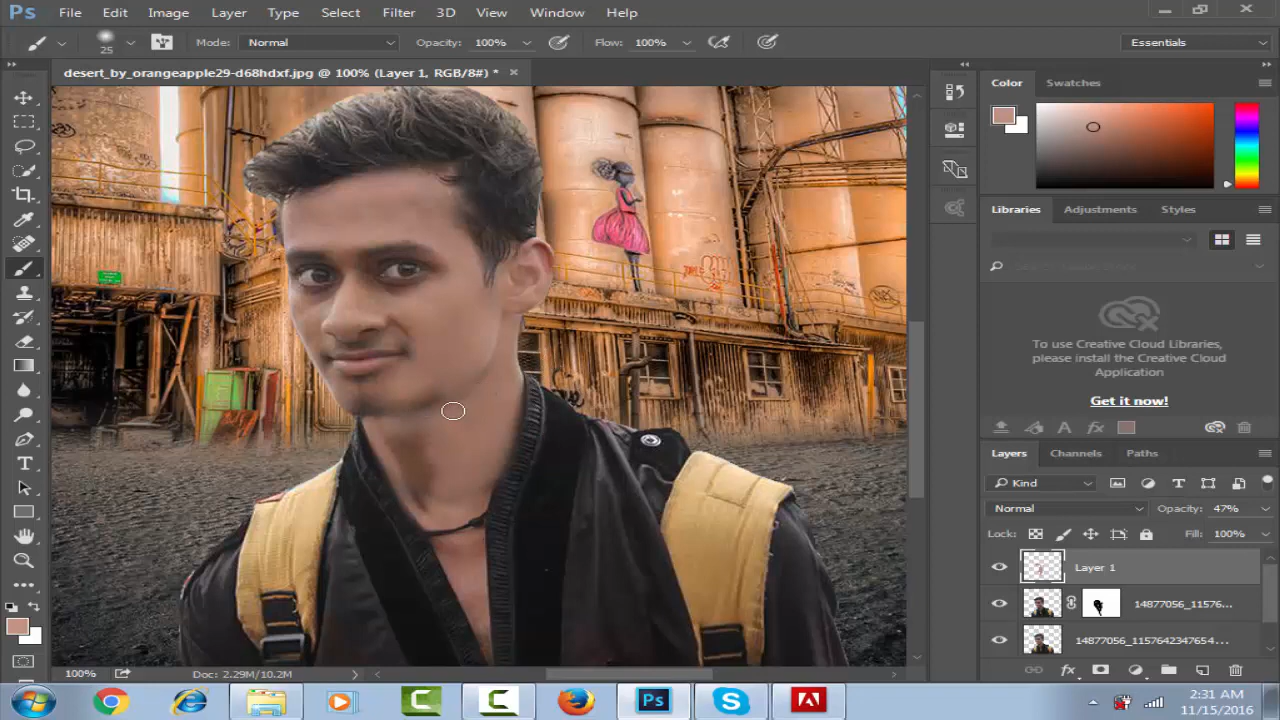 Ps File Edit Image Layer Type Select Filter 3D View Window Help
25 Mode: Normal Opacity: 100% Flow: 100% Essentials
desert_by_orangeapple29-d68hdxf.jpg @ 100% (Layer 1, RGB/8#) * ×
Color Swatches
Libraries Adjustments Styles
To use Creative Cloud Libraries,
please install the Creative Cloud
Application
Get it now!
Layers Channels Paths
Kind
Normal Opacity: 47%
Lock: Fill: 100%
Layer 1
14877056_11576...
14877056_1157642347654...
100% Doc: 2.29M/10.2M
Ps
2:31 AM
11/15/2016